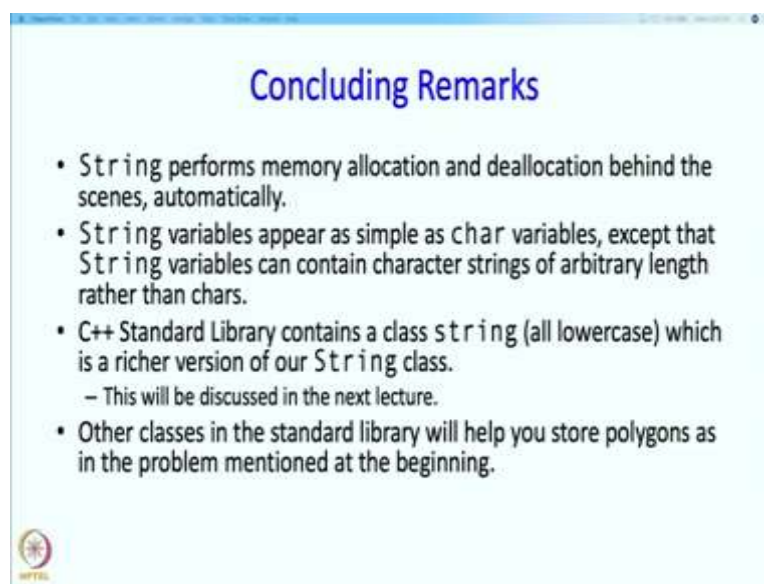 Concluding Remarks
• String performs memory allocation and deallocation behind the
scenes, automatically.
• String variables appear as simple as char variables, except that
String variables can contain character strings of arbitrary length
rather than chars.
• C++ Standard Library contains a class string (all lowercase) which
is a richer version of our String class.
– This will be discussed in the next lecture.
• Other classes in the standard library will help you store polygons as
in the problem mentioned at the beginning.
NPTEL